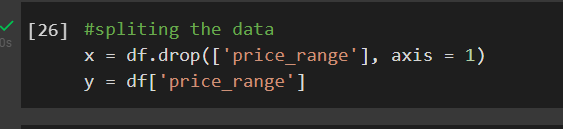 [26] #spliting the data
x = df.drop(['price_range'], axis = 1)
y = df['price_range']
0s